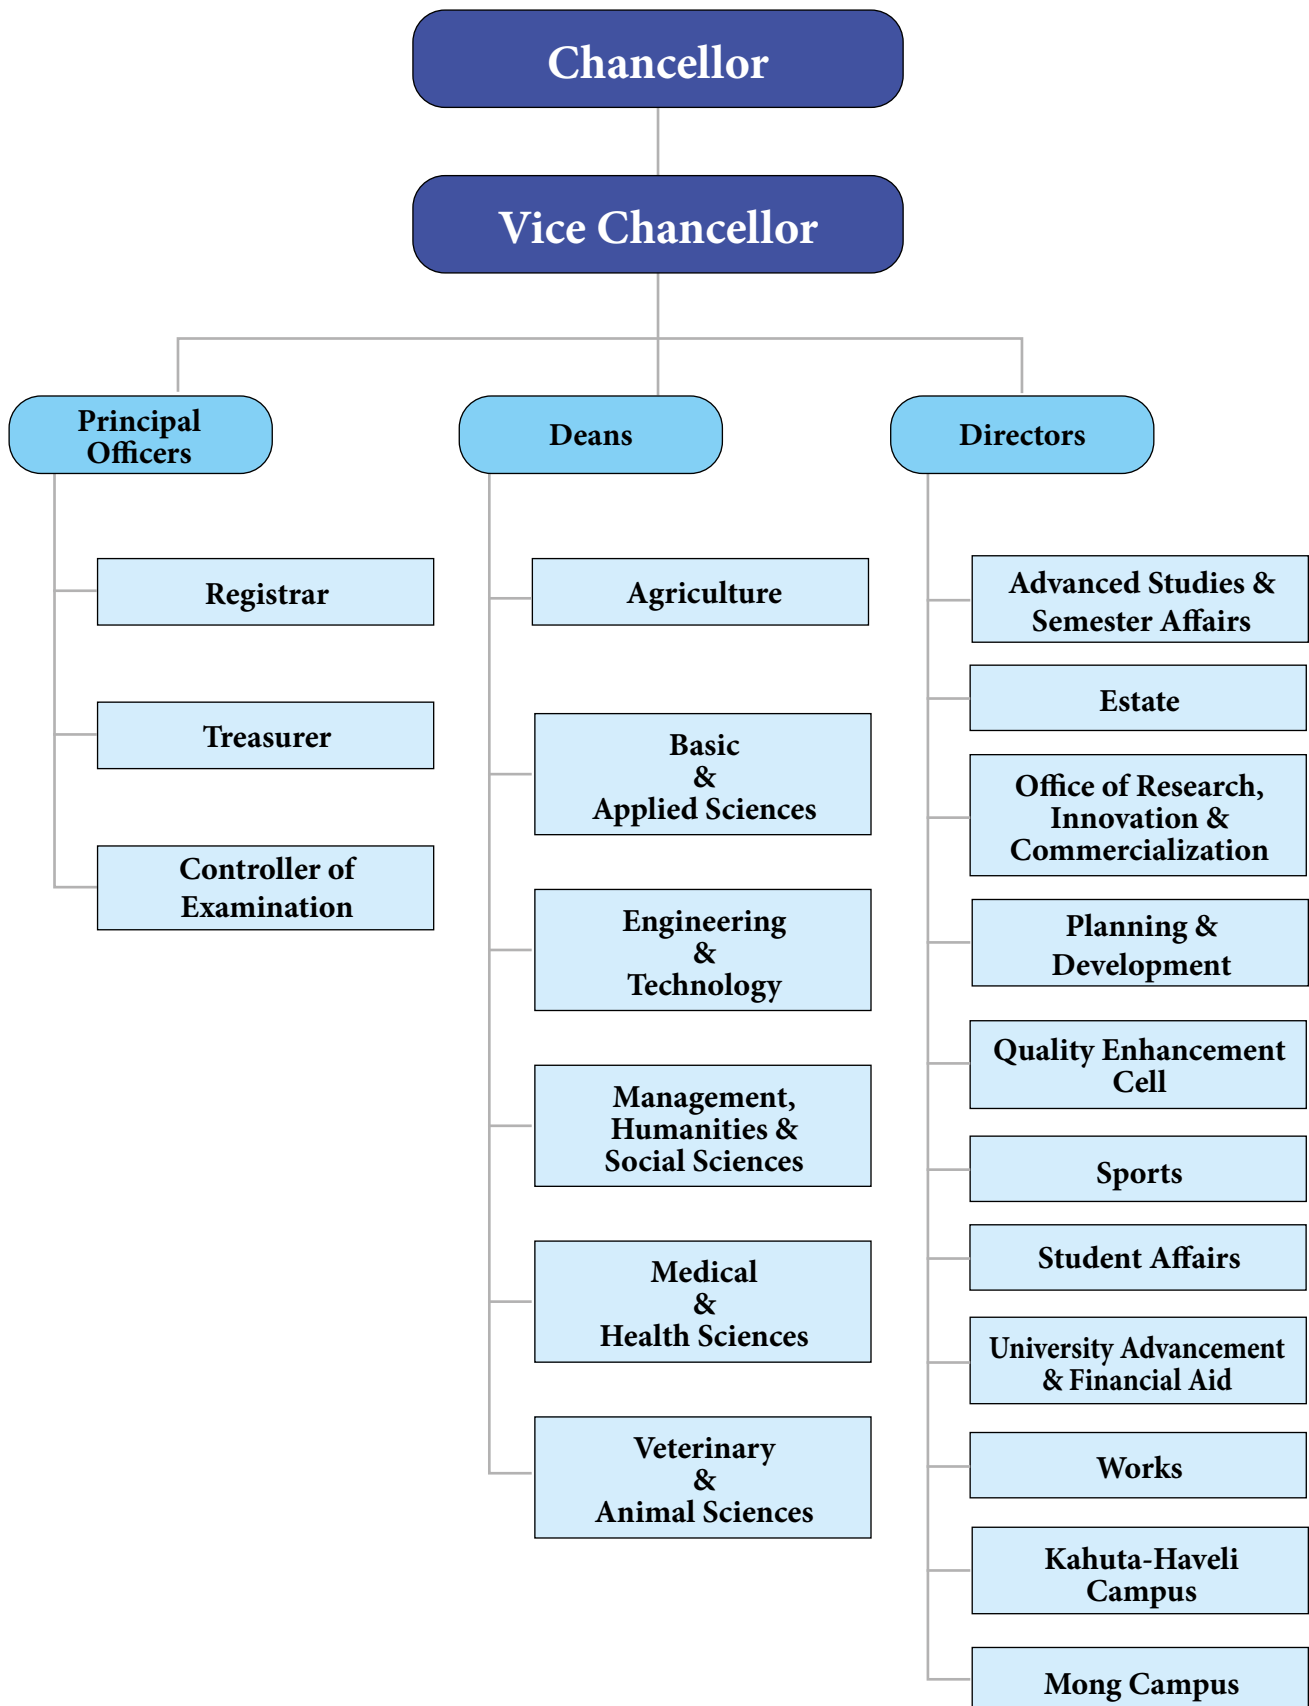 Chancellor
Vice Chancellor
Principal
Officers
Registrar
Treasurer
Controller of
Examination
Deans
Agriculture
Basic
&
Applied Sciences
Engineering
&
Technology
Management,
Humanities &
Social Sciences
Medical
&
Health Sciences
Veterinary
&
Animal Sciences
Directors
Advanced Studies &
Semester Affairs
Estate
Office of Research,
Innovation &
Commercialization
Planning &
Development
Quality Enhancement
Cell
Sports
Student Affairs
University Advancement
& Financial Aid
Works
Kahuta-Haveli
Campus
Mong Campus